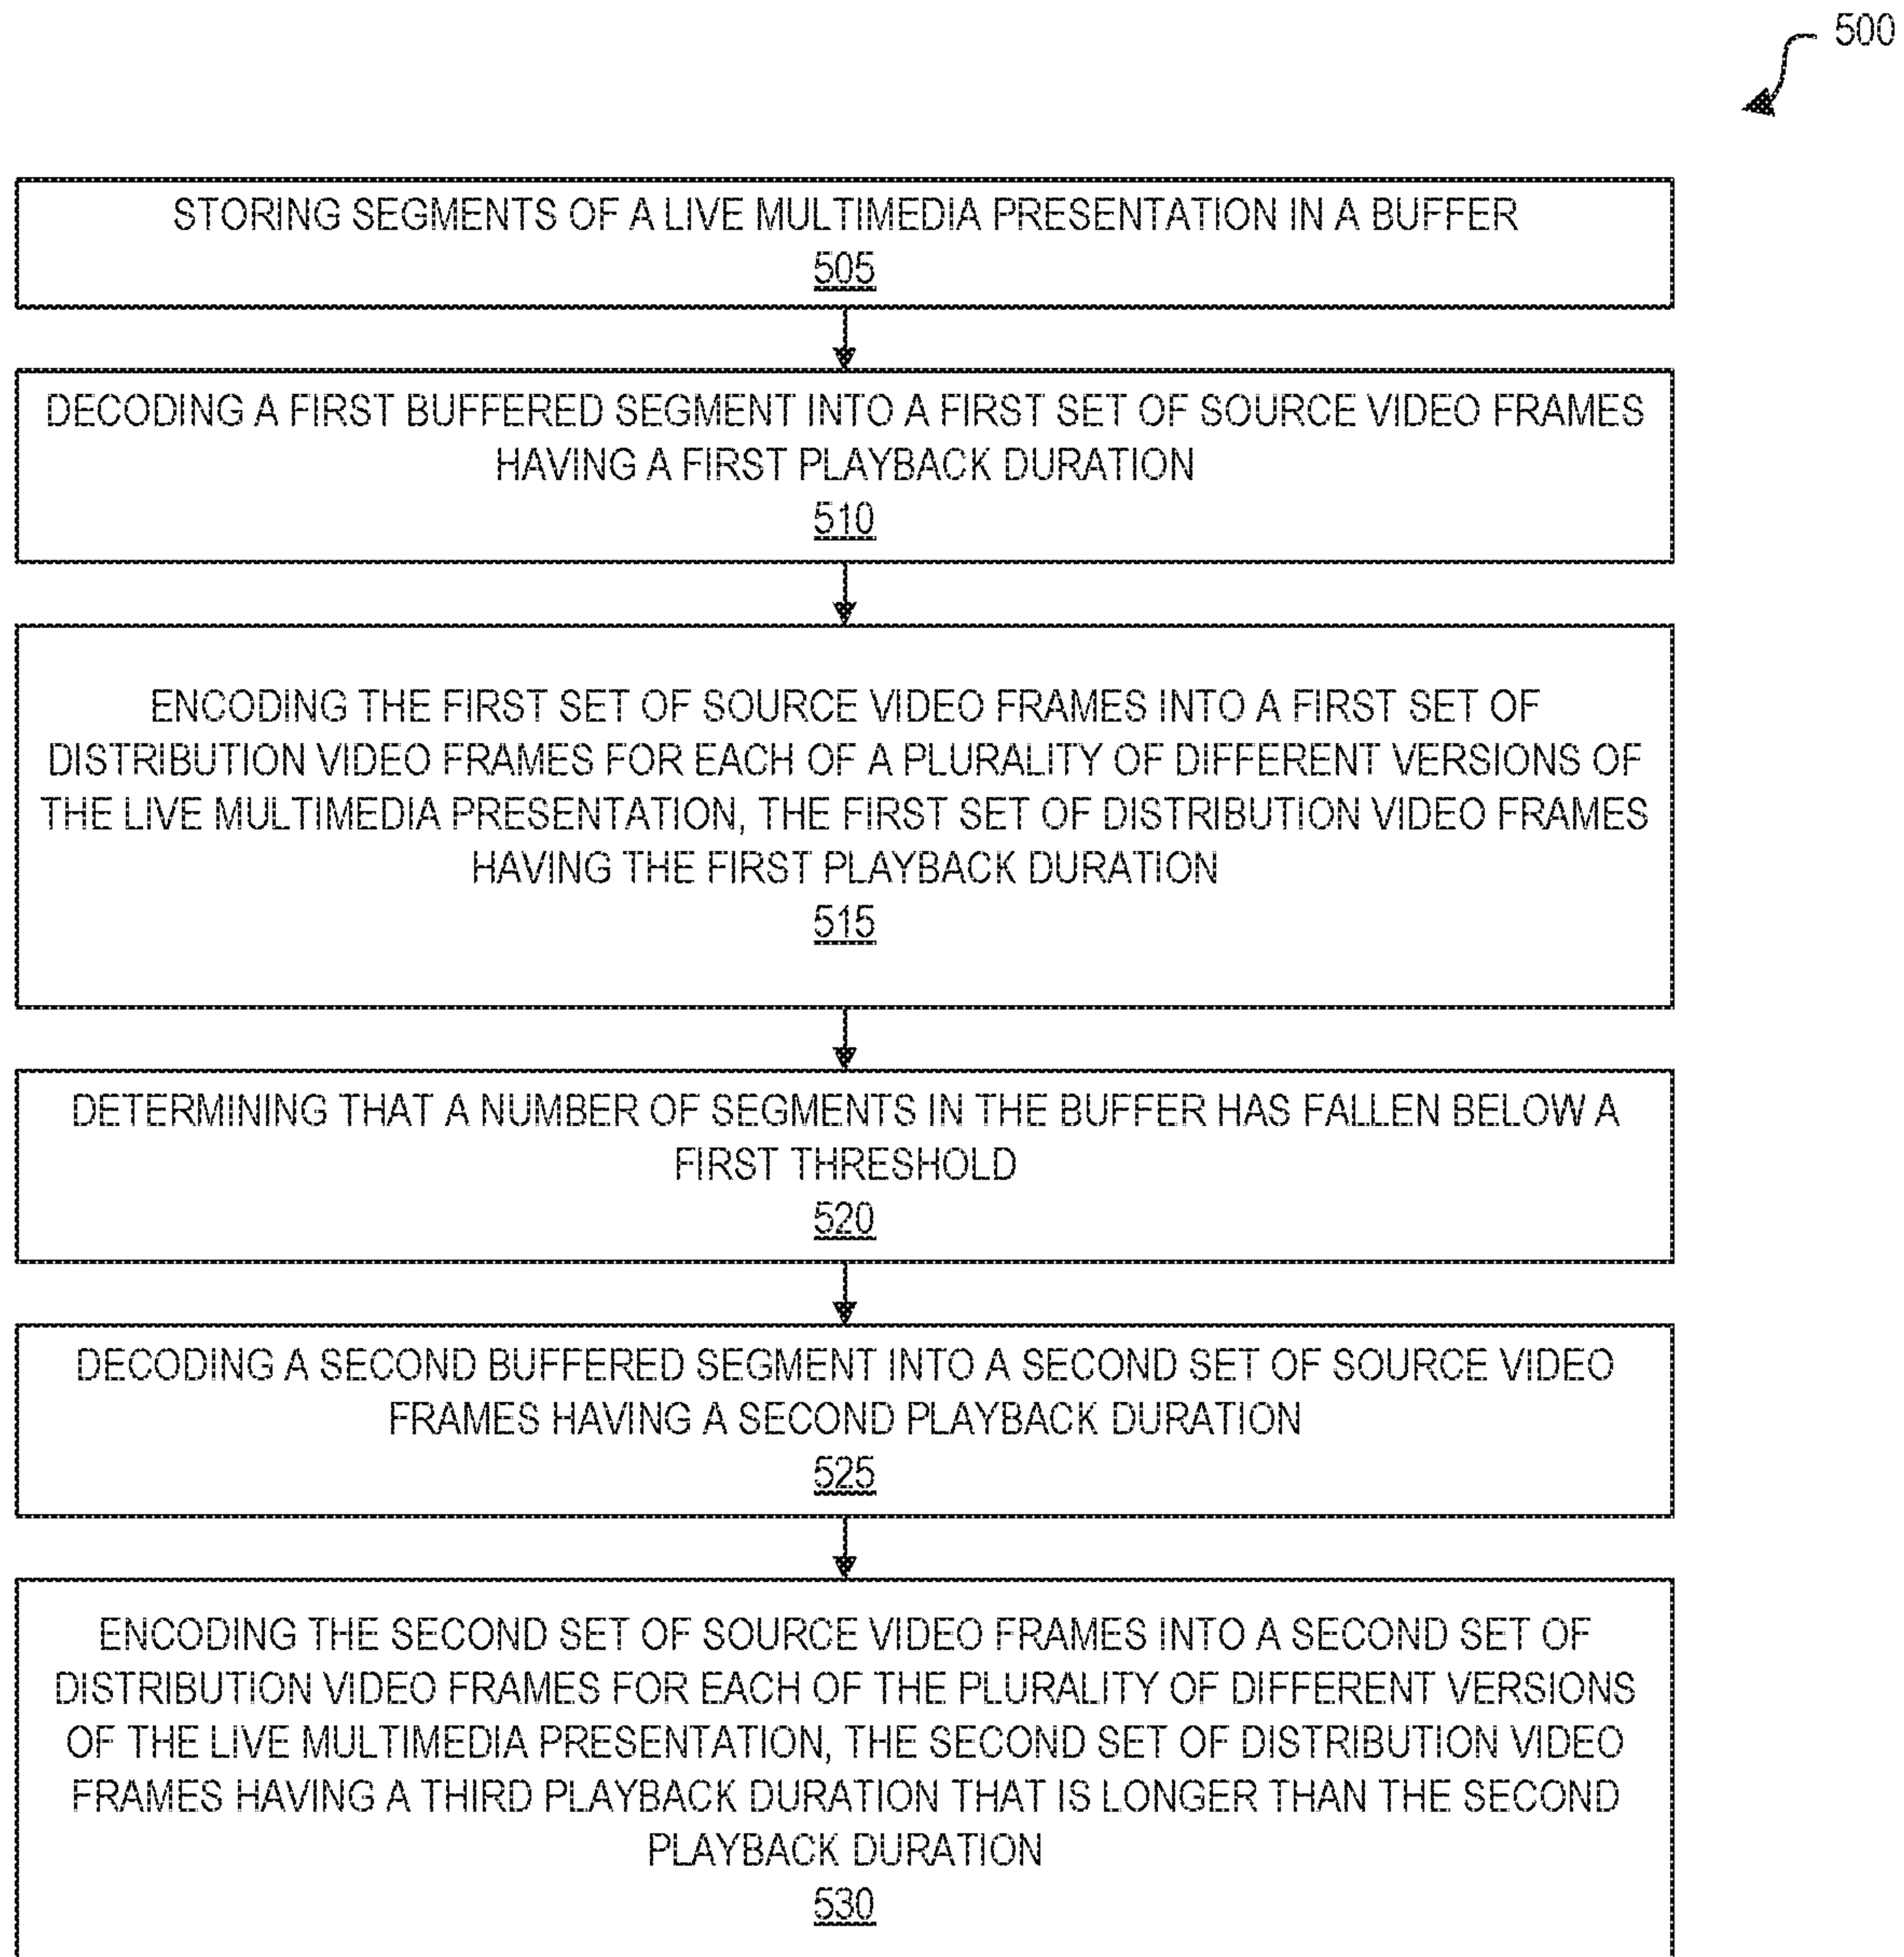 500
STORING SEGMENTS OF A LIVE MULTIMEDIA PRESENTATION IN A BUFFER
505
DECODING A FIRST BUFFERED SEGMENT INTO A FIRST SET OF SOURCE VIDEO FRAMES
HAVING A FIRST PLAYBACK DURATION
510
ENCODING THE FIRST SET OF SOURCE VIDEO FRAMES INTO A FIRST SET OF
DISTRIBUTION VIDEO FRAMES FOR EACH OF A PLURALITY OF DIFFERENT VERSIONS OF
THE LIVE MULTIMEDIA PRESENTATION, THE FIRST SET OF DISTRIBUTION VIDEO FRAMES
HAVING THE FIRST PLAYBACK DURATION
515
DETERMINING THAT A NUMBER OF SEGMENTS IN THE BUFFER HAS FALLEN BELOW A
FIRST THRESHOLD
520
DECODING A SECOND BUFFERED SEGMENT INTO A SECOND SET OF SOURCE VIDEO
FRAMES HAVING A SECOND PLAYBACK DURATION
525
ENCODING THE SECOND SET OF SOURCE VIDEO FRAMES INTO A SECOND SET OF
DISTRIBUTION VIDEO FRAMES FOR EACH OF THE PLURALITY OF DIFFERENT VERSIONS
OF THE LIVE MULTIMEDIA PRESENTATION, THE SECOND SET OF DISTRIBUTION VIDEO
FRAMES HAVING A THIRD PLAYBACK DURATION THAT IS LONGER THAN THE SECOND
PLAYBACK DURATION
530